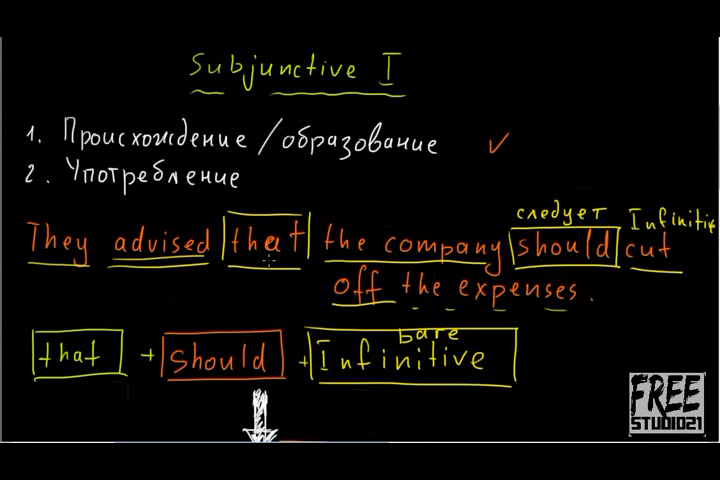 Subjunctive I
1. Происхождение / образование ✓
2. Употребление
следует Infinitive
They advised that the company should cut
off the expenses.
bare
that + should + Infinitive
FREE
STUDIO21